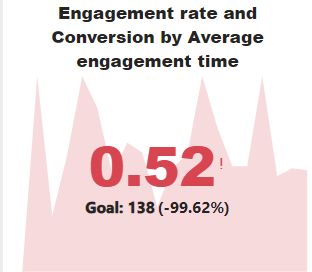 Engagement rate and
Conversion by Average
engagement time
0.52!
Goal: 138 (-99.62%)